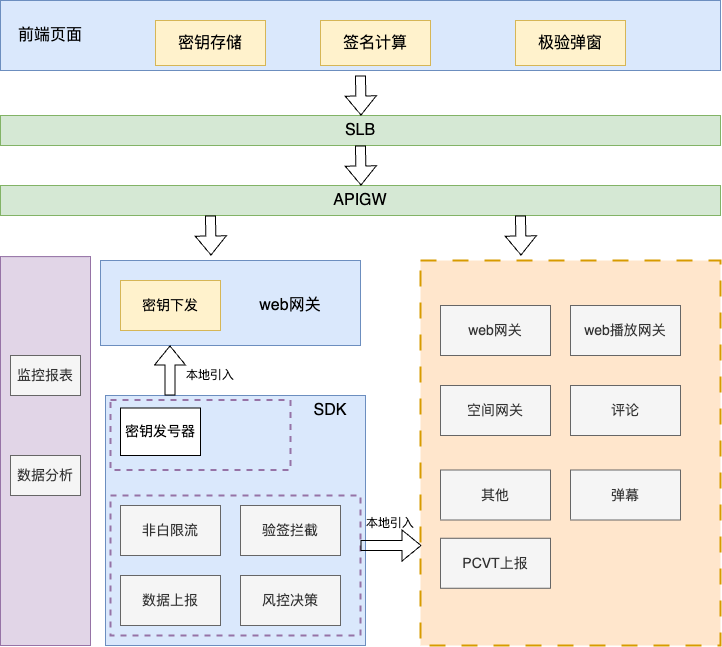 前端页面
密钥存储
签名计算
极验弹窗
SLB
APIGW
监控报表
数据分析
密钥下发
web网关
本地引入
SDK
密钥发号器
非白限流
验签拦截
数据上报
风控决策
本地引入
web网关
web播放网关
空间网关
评论
其他
弹幕
PCVT上报